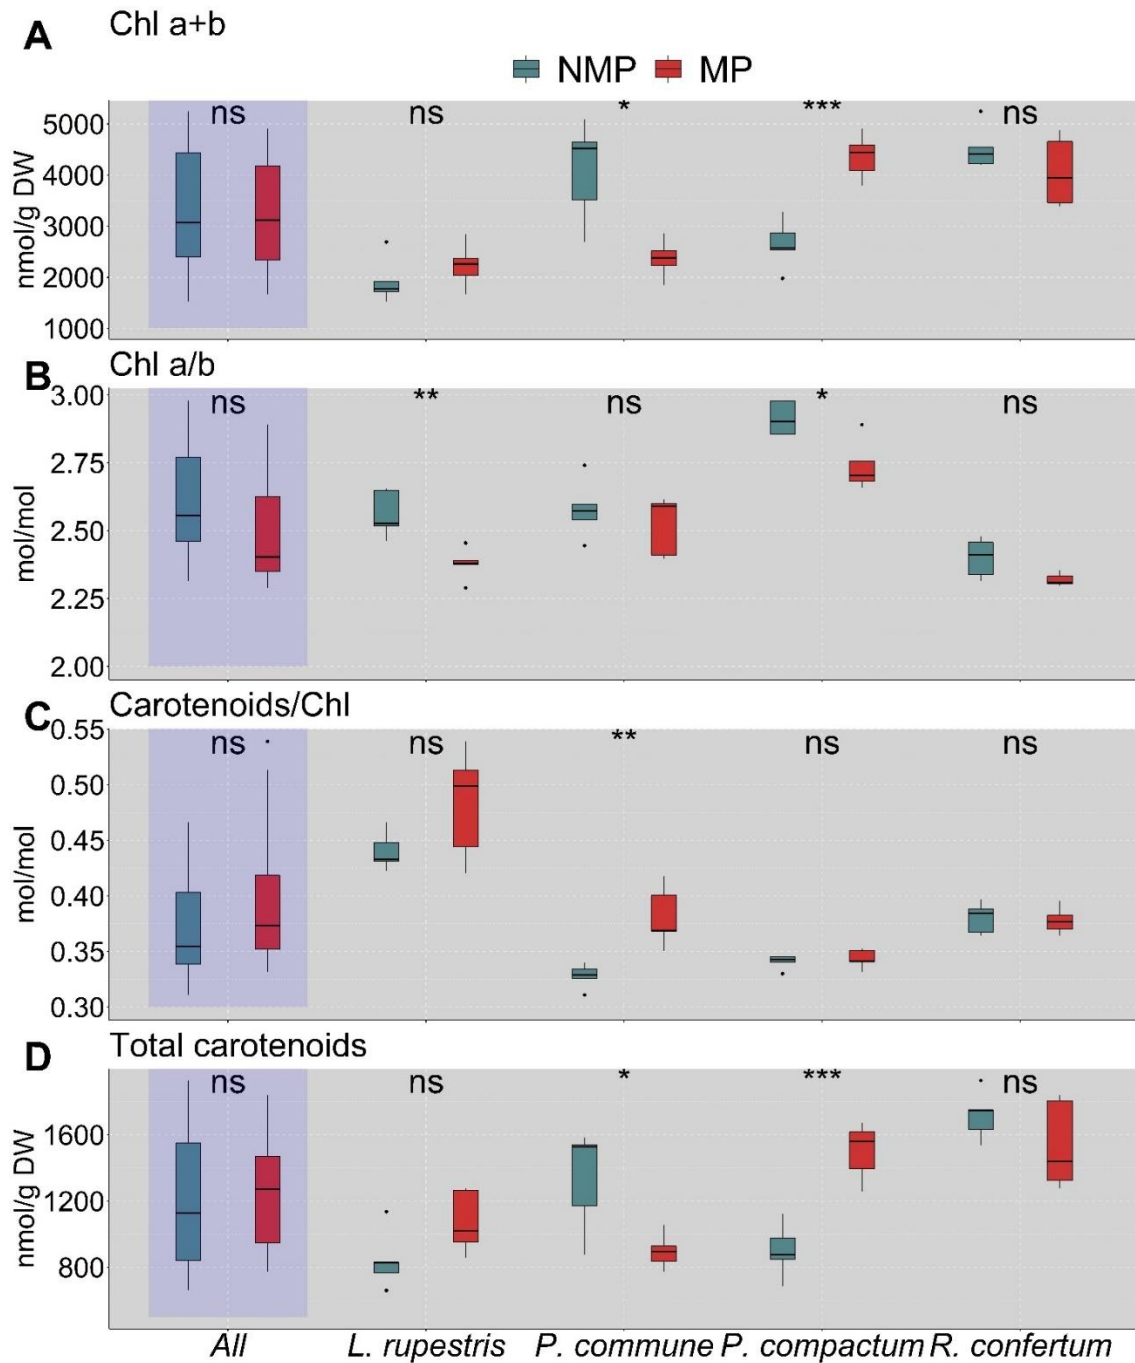 A Chl a+b
NMP MP
ns ns * *** ns
5000
4000
3000
2000
1000
nmol/g DW
B Chl a/b
ns ** ns * ns
3.00
2.75
2.50
2.25
2.00
mol/mol
C Carotenoids/Chl
ns ns ** ns ns
0.55
0.50
0.45
0.40
0.35
0.30
mol/mol
D Total carotenoids
ns ns * *** ns
1600
1200
800
nmol/g DW
All L. rupestris P. commune P. compactum R. confertum